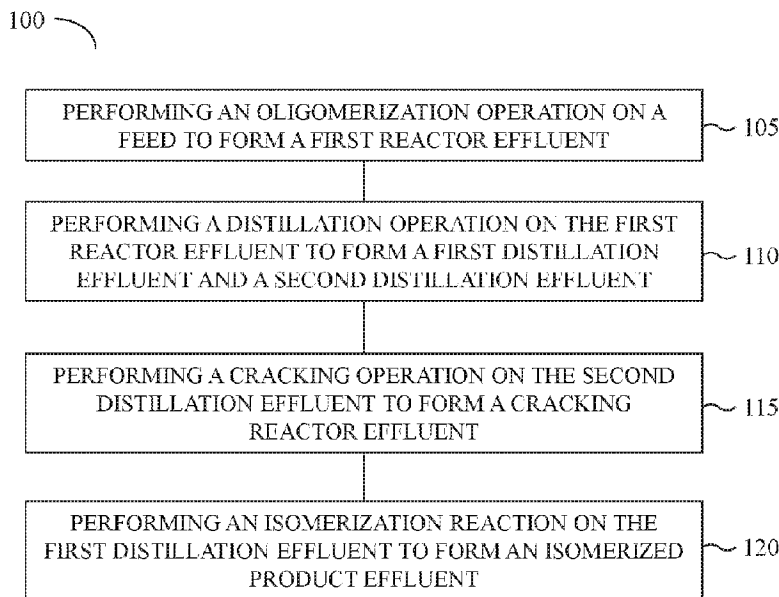 100
PERFORMING AN OLIGOMERIZATION OPERATION ON A
FEED TO FORM A FIRST REACTOR EFFLUENT
105
PERFORMING A DISTILLATION OPERATION ON THE FIRST
REACTOR EFFLUENT TO FORM A FIRST DISTILLATION
EFFLUENT AND A SECOND DISTILLATION EFFLUENT
110
PERFORMING A CRACKING OPERATION ON THE SECOND
DISTILLATION EFFLUENT TO FORM A CRACKING
REACTOR EFFLUENT
115
PERFORMING AN ISOMERIZATION REACTION ON THE
FIRST DISTILLATION EFFLUENT TO FORM AN ISOMERIZED
PRODUCT EFFLUENT
120